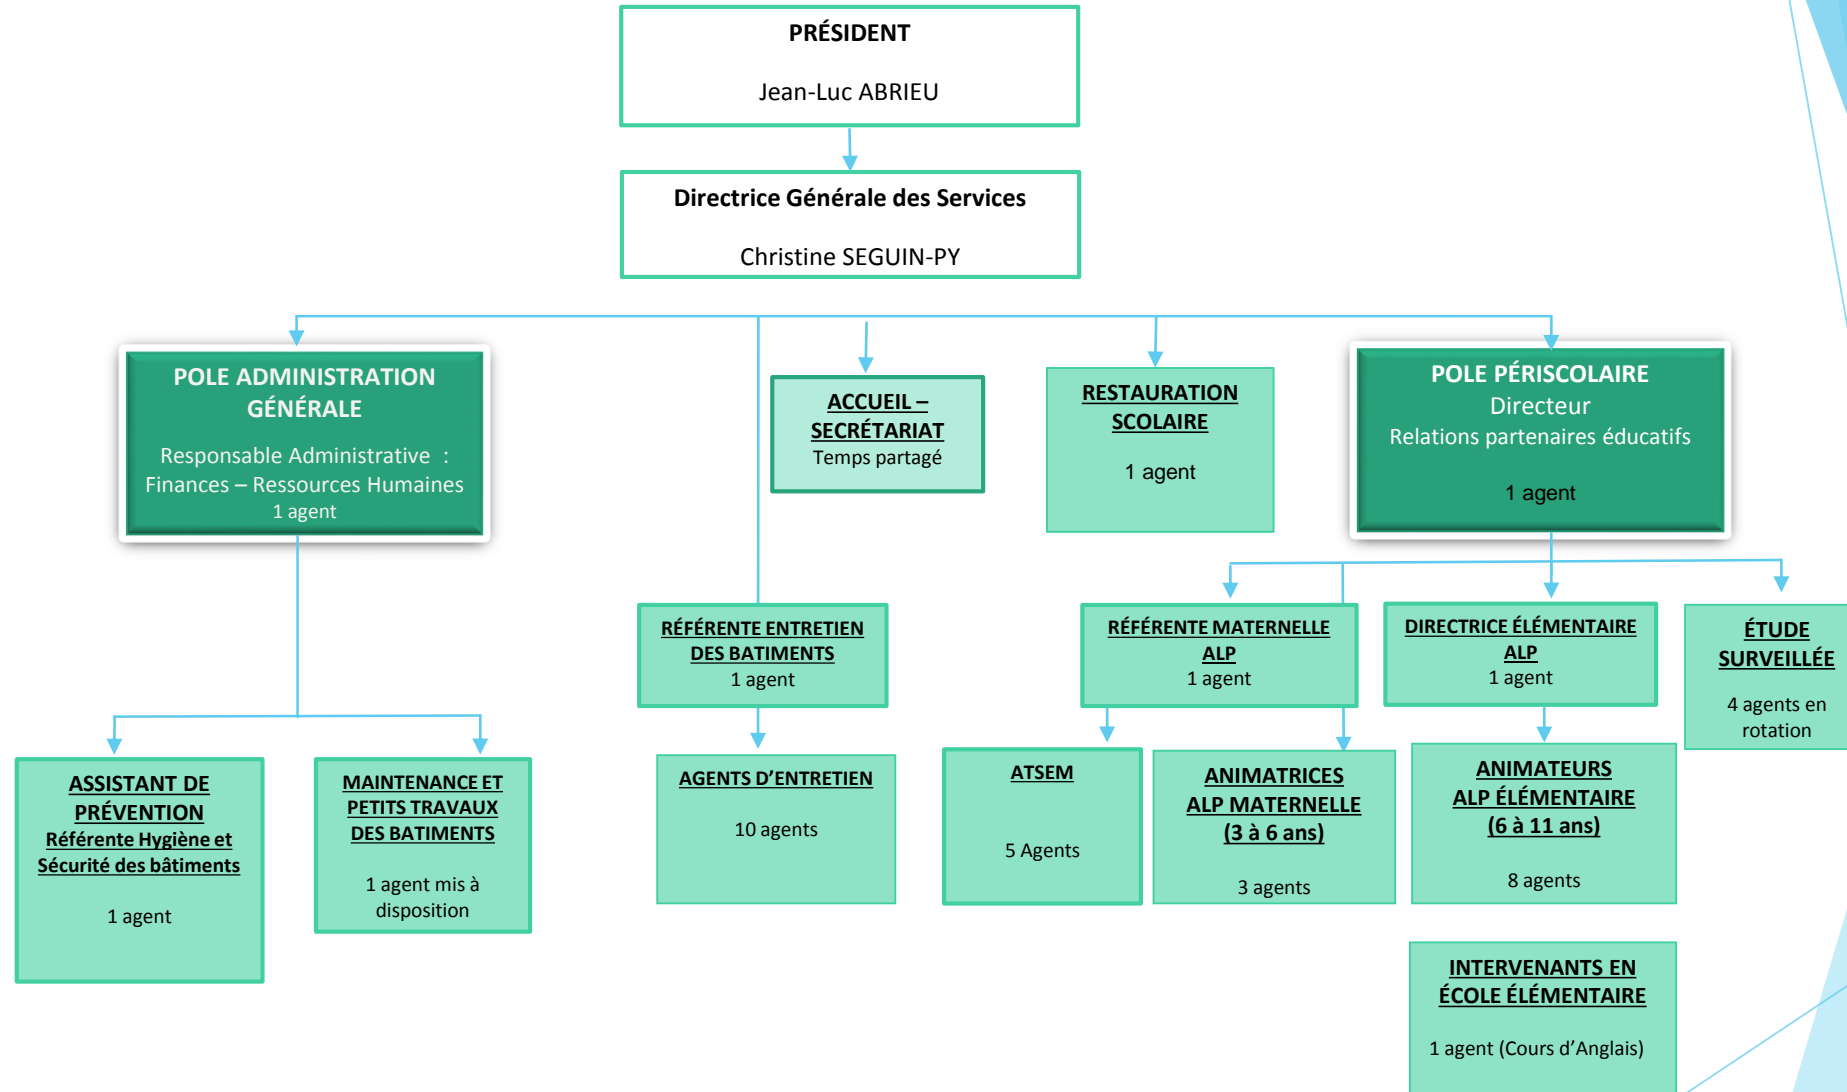 PRÉSIDENT
Jean-Luc ABRIEU
Directrice Générale des Services
Christine SEGUIN-PY
POLE ADMINISTRATION
GÉNÉRALE
Responsable Administrative :
Finances – Ressources Humaines
1 agent
ACCUEIL –
SECRÉTARIAT
Temps partagé
RESTAURATION
SCOLAIRE
1 agent
POLE PÉRISCOLAIRE
Directeur
Relations partenaires éducatifs
1 agent
RÉFÉRENTE ENTRETIEN
DES BATIMENTS
1 agent
RÉFÉRENTE MATERNELLE
ALP
1 agent
DIRECTRICE ÉLÉMENTAIRE
ALP
1 agent
ÉTUDE
SURVEILLÉE
4 agents en
rotation
ASSISTANT DE
PRÉVENTION
Référente Hygiène et
Sécurité des bâtiments
1 agent
MAINTENANCE ET
PETITS TRAVAUX
DES BATIMENTS
1 agent mis à
disposition
AGENTS D’ENTRETIEN
10 agents
ATSEM
5 Agents
ANIMATRICES
ALP MATERNELLE
(3 à 6 ans)
3 agents
ANIMATEURS
ALP ÉLÉMENTAIRE
(6 à 11 ans)
8 agents
INTERVENANTS EN
ÉCOLE ÉLÉMENTAIRE
1 agent (Cours d’Anglais)